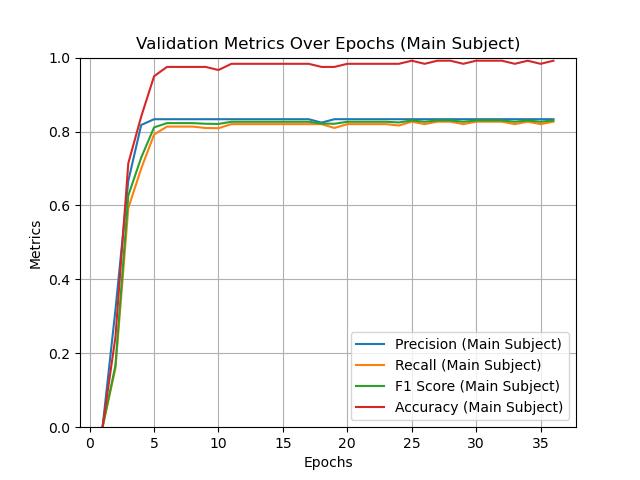 Validation Metrics Over Epochs (Main Subject)
1.0
0.8
0.6
0.4
0.2
0.0
Metrics
Precision (Main Subject)
Recall (Main Subject)
F1 Score (Main Subject)
Accuracy (Main Subject)
0 5 10 15 20 25 30 35
Epochs